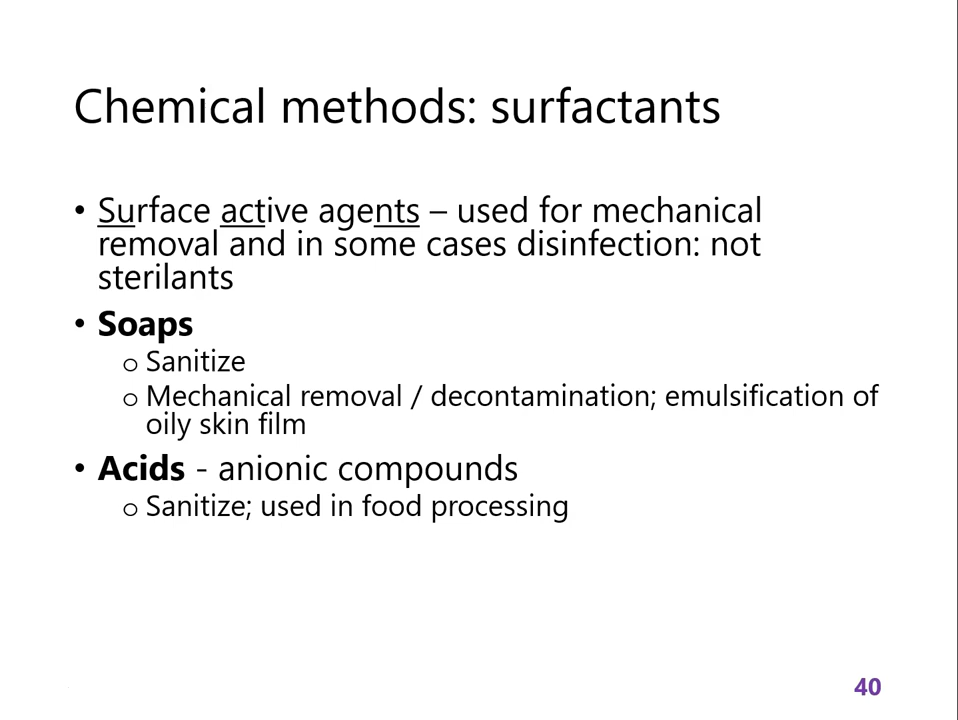 Chemical methods: surfactants
• Surface active agents – used for mechanical
removal and in some cases disinfection: not
sterilants
• Soaps
o Sanitize
o Mechanical removal / decontamination; emulsification of
oily skin film
• Acids - anionic compounds
o Sanitize; used in food processing
40